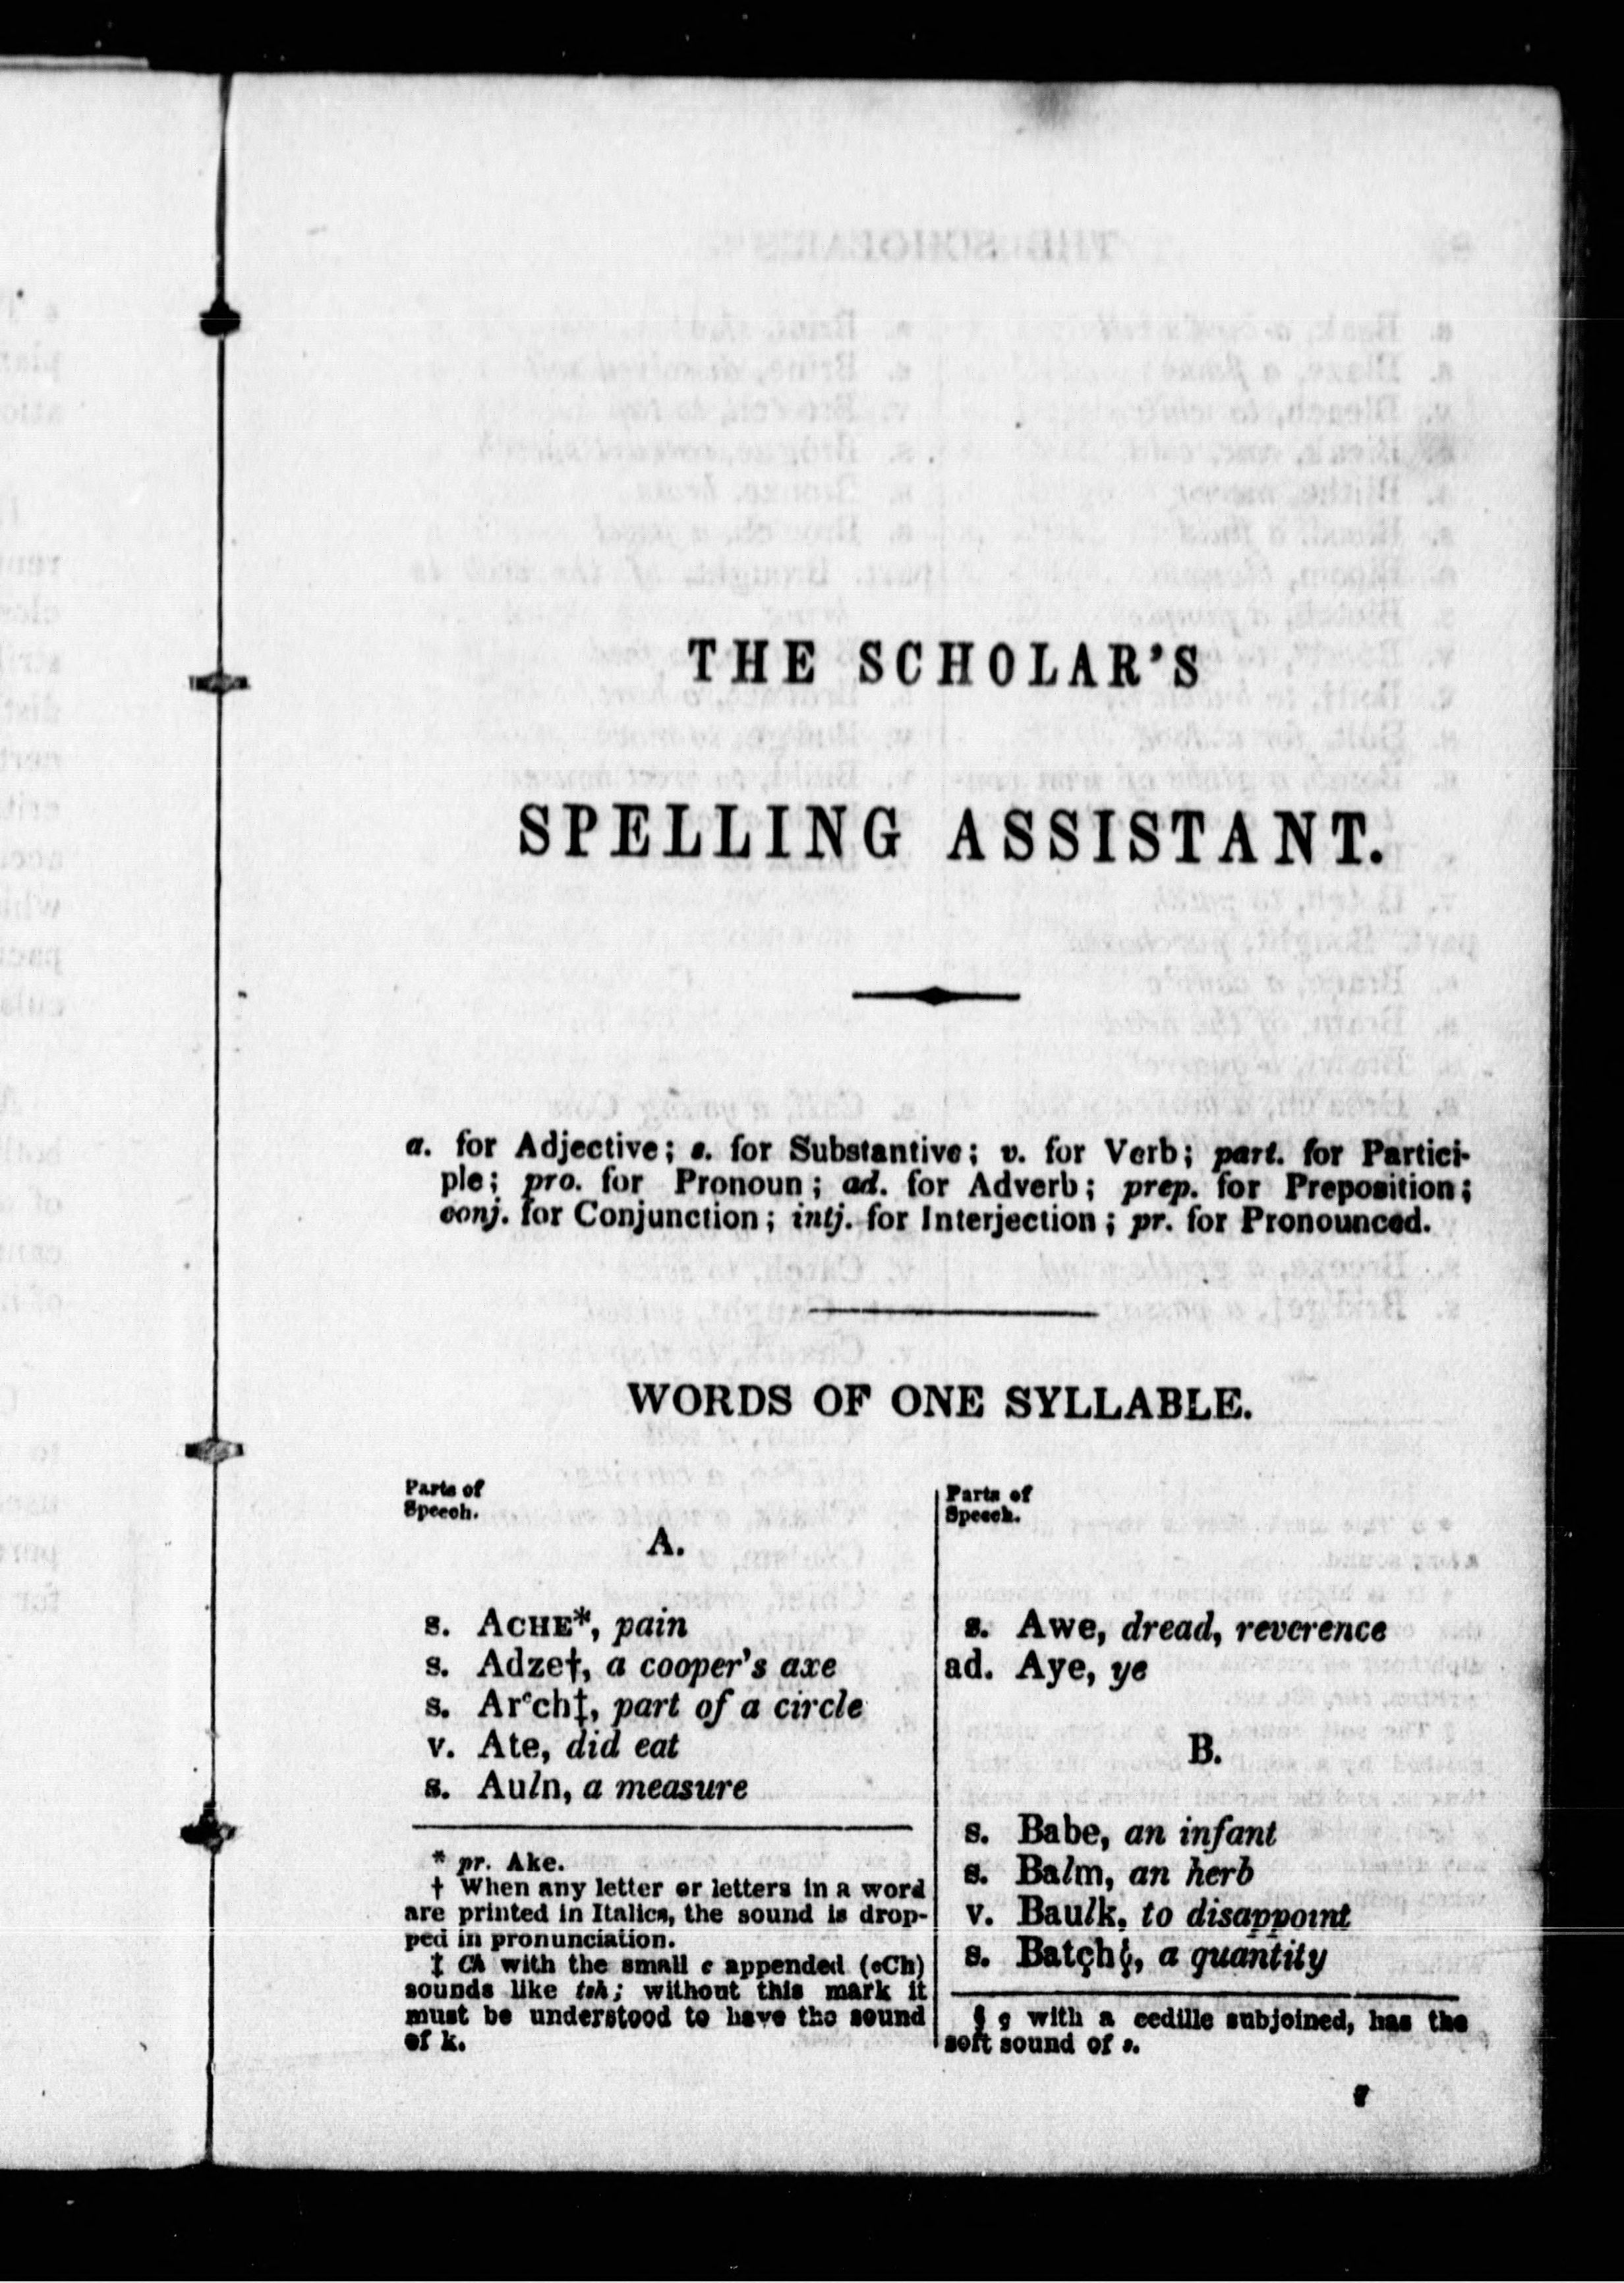 THE SCHOLAR'S
SPELLING ASSISTANT.
a. for Adjective; s. for Substantive; v. for Verb; part. for Partici-
ple; pro. for Pronoun; ad. for Adverb; prep. for Preposition;
conj. for Conjunction; intj. for Interjection; pr. for Pronounced.
WORDS OF ONE SYLLABLE.
Parts of
Speech.
A.
s. ACHE*, pain
s. Adze†, a cooper's axe
s. Arᶜch‡, part of a circle
v. Ate, did eat
s. Auln, a measure
* pr. Ake.
† When any letter or letters in a word
are printed in Italics, the sound is drop-
ped in pronunciation.
‡ Ch with the small c appended (cCh)
sounds like tsh; without this mark it
must be understood to have the sound
of k.
Parts of
Speech.
s. Awe, dread, reverence
ad. Aye, ye
B.
s. Babe, an infant
s. Balm, an herb
v. Baulk, to disappoint
s. Batçh§, a quantity
§ ç with a cedille subjoined, has the
soft sound of s.